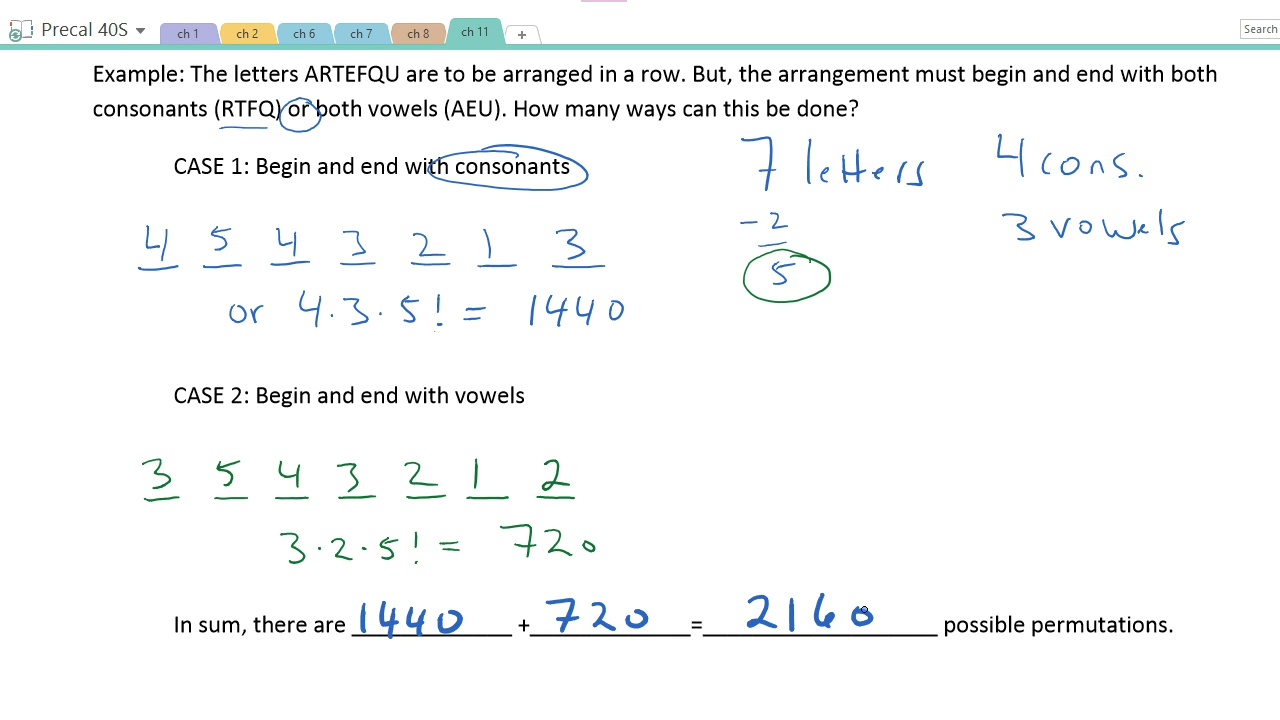 Precal 40S ch 1 ch 2 ch 6 ch 7 ch 8 ch 11 + Search
Example: The letters ARTEFQU are to be arranged in a row. But, the arrangement must begin and end with both
consonants (RTFQ) or both vowels (AEU). How many ways can this be done?
CASE 1: Begin and end with consonants
7 letters 4 cons.
- 2 3 vowels
5
4 5 4 3 2 1 3
or 4·3·5! = 1440
CASE 2: Begin and end with vowels
3 5 4 3 2 1 2
3·2·5! = 720
In sum, there are 1440 + 720 = 2160 possible permutations.